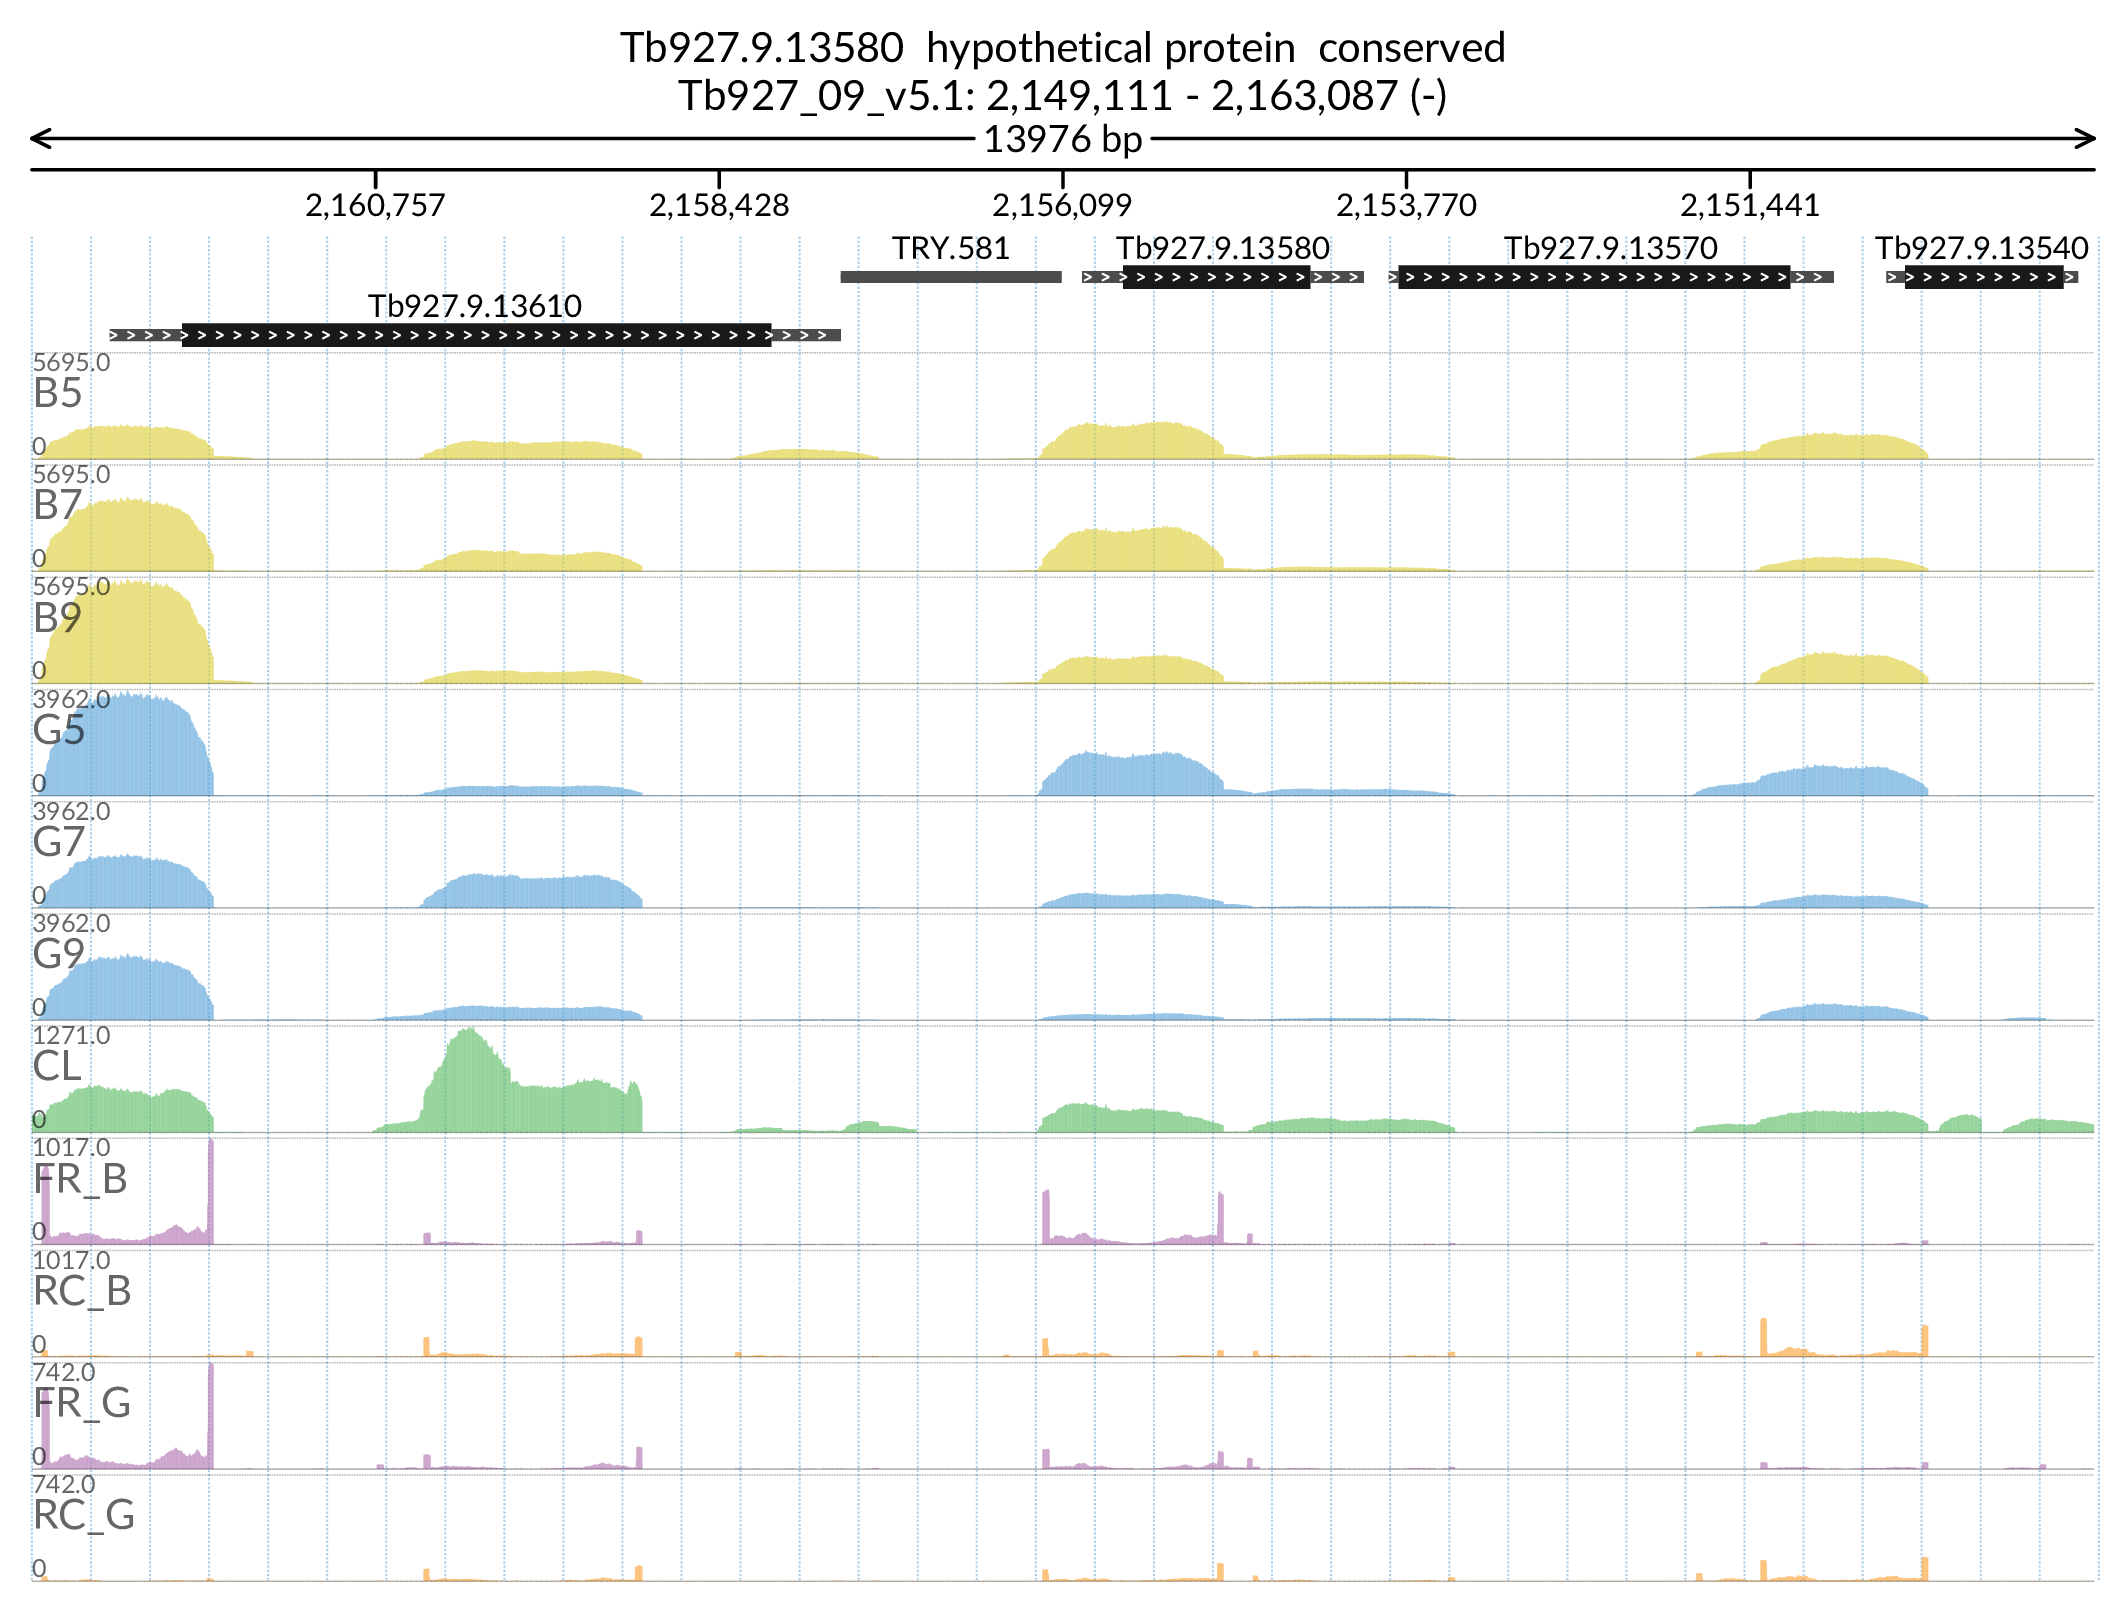 Tb927.9.13580  hypothetical protein  conserved
Tb927_09_v5.1: 2,149,111 - 2,163,087 (-)
13976 bp
2,160,757 2,158,428 2,156,099 2,153,770 2,151,441
TRY.581 Tb927.9.13580 Tb927.9.13570 Tb927.9.13540
Tb927.9.13610
5695.0
B5
0
5695.0
B7
0
5695.0
B9
0
3962.0
G5
0
3962.0
G7
0
3962.0
G9
0
1271.0
CL
0
1017.0
FR_B
0
1017.0
RC_B
0
742.0
FR_G
0
742.0
RC_G
0